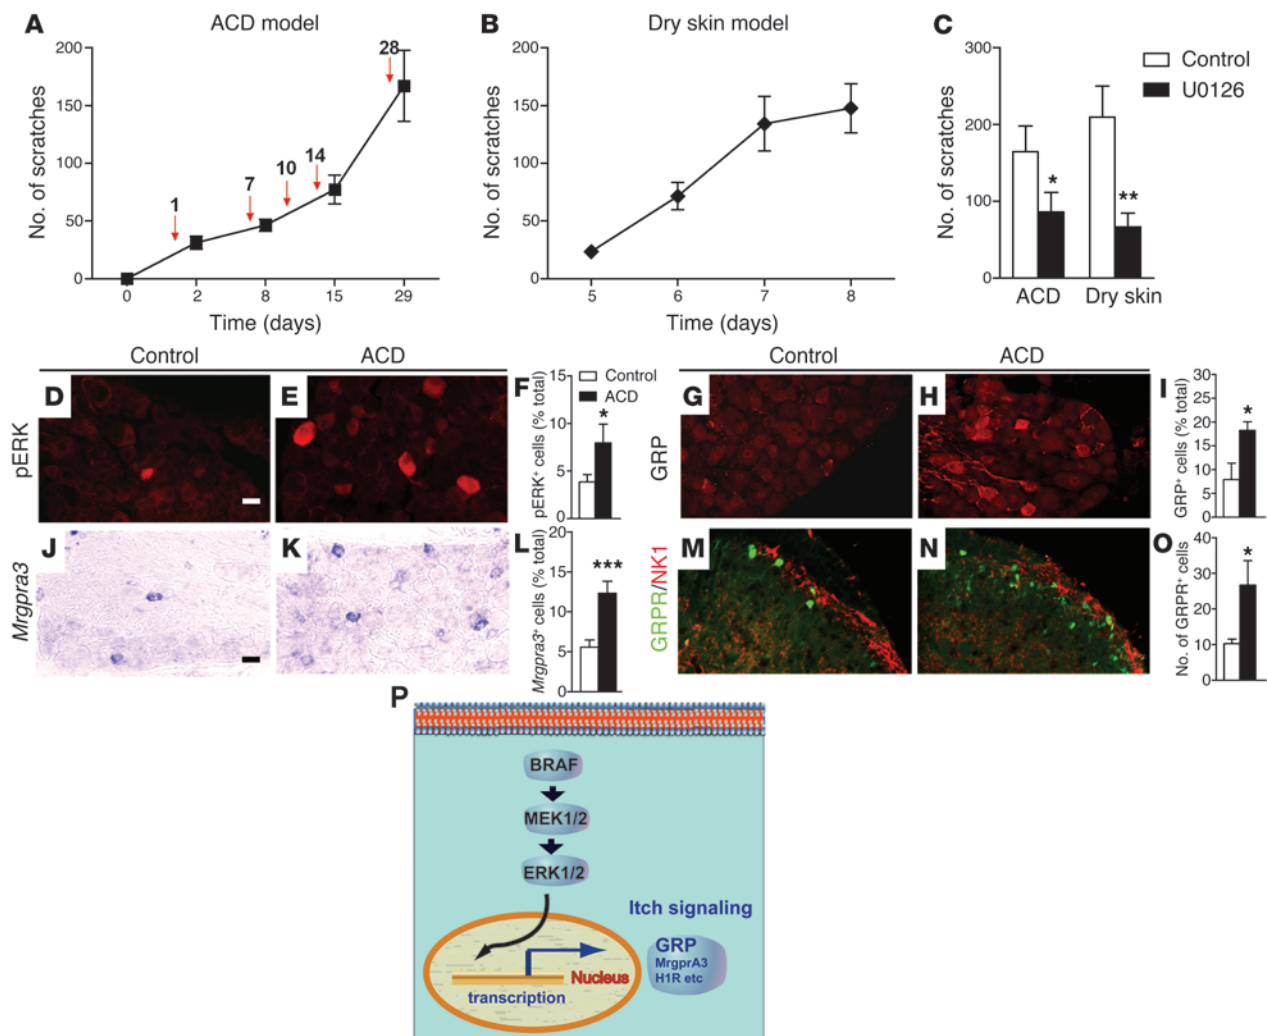 A
ACD model
No. of scratches
200
150
100
50
0
1
7
10
14
28
0 2 8 15 29
Time (days)
B
Dry skin model
No. of scratches
200
150
100
50
0
5 6 7 8
Time (days)
C
No. of scratches
300
200
100
0
Control
U0126
*
**
ACD Dry skin
Control ACD
pERK
D
E
F
pERK+ cells (% total)
15
10
5
0
Control
ACD
*
Control ACD
GRP
G
H
I
GRP+ cells (% total)
30
25
20
15
10
5
0
*
Mrgpra3
J
K
L
Mrgpra3+ cells (% total)
20
15
10
5
0
***
GRPR/NK1
M
N
O
No. of GRPR+ cells
40
30
20
10
0
*
P
BRAF
MEK1/2
ERK1/2
Itch signaling
GRP
MrgprA3
H1R etc
Nucleus
transcription